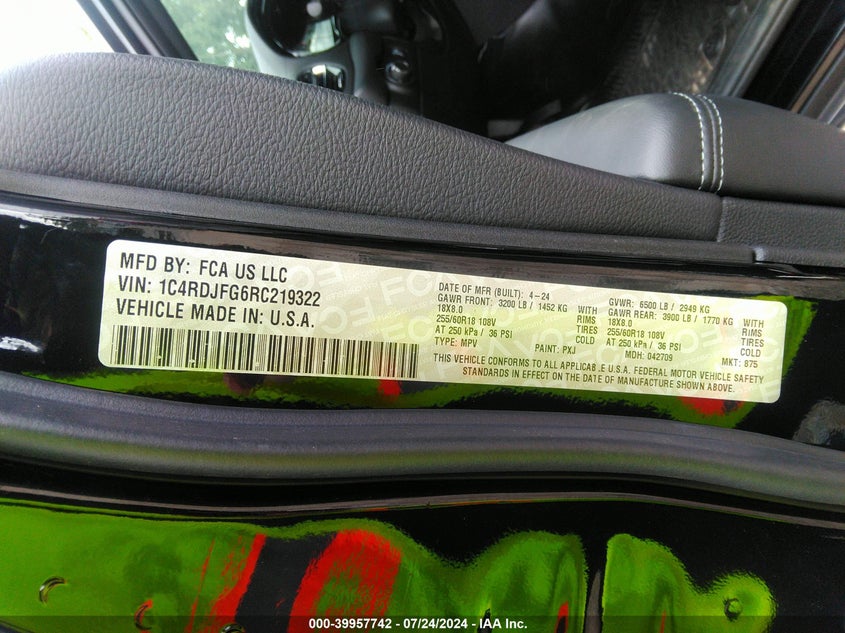 MFD BY: FCA US LLC
VIN: 1C4RDJFG6RC219322
VEHICLE MADE IN: U.S.A.
DATE OF MFR (BUILT): 4-24 GVWR: 6500 LB / 2949 KG
GAWR FRONT: 3200 LB / 1452 KG WITH GAWR REAR: 3900 LB / 1770 KG WITH
18X8.0 RIMS 18X8.0 RIMS
255/60R18 108V TIRES 255/60R18 108V TIRES
AT 250 kPa / 36 PSI COLD AT 250 kPa / 36 PSI COLD
TYPE: MPV PAINT: PXJ MDH: 042709 MKT: 875
THIS VEHICLE CONFORMS TO ALL APPLICAB .E U.S.A. FEDERAL MOTOR VEHICLE SAFETY
STANDARDS IN EFFECT ON THE DATE OF MANUFACTURE SHOWN ABOVE.
000-39957742 - 07/24/2024 - IAA Inc.